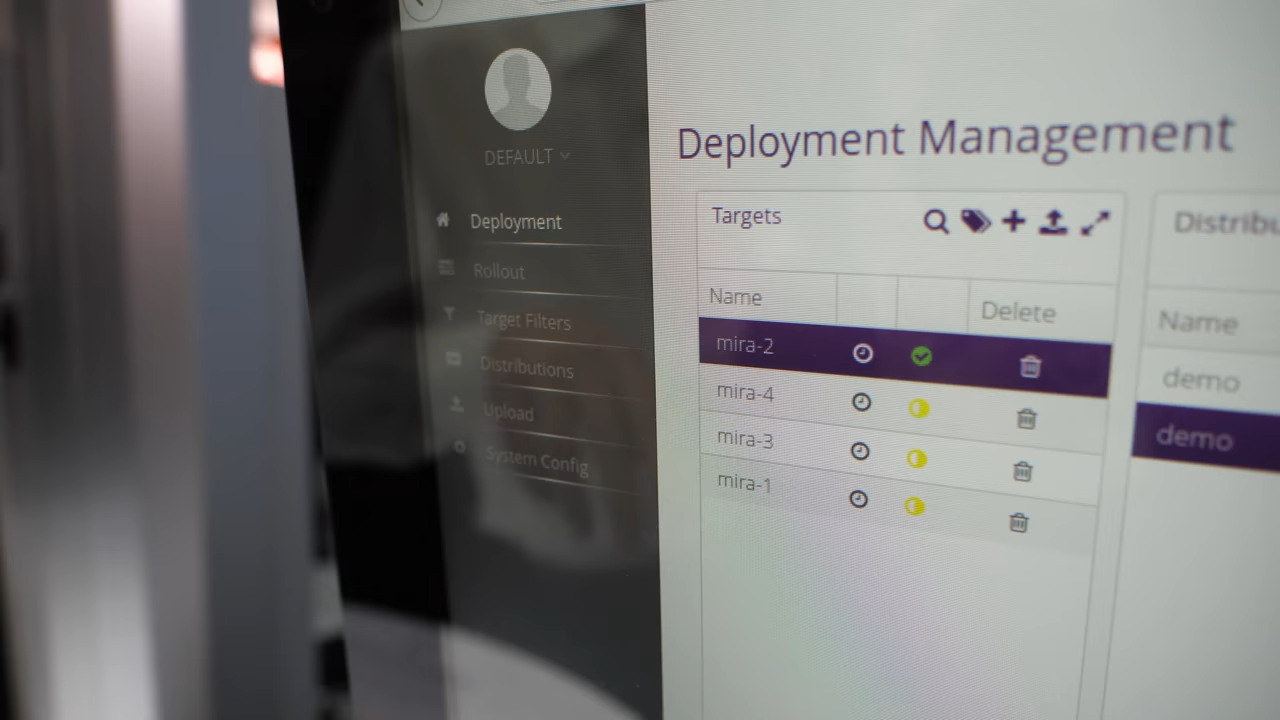 DEFAULT
Deployment
Rollout
Target Filters
Distributions
Upload
System Config
Deployment Management
Targets
Name
Delete
mira-2
mira-4
mira-3
mira-1
Name
demo
demo